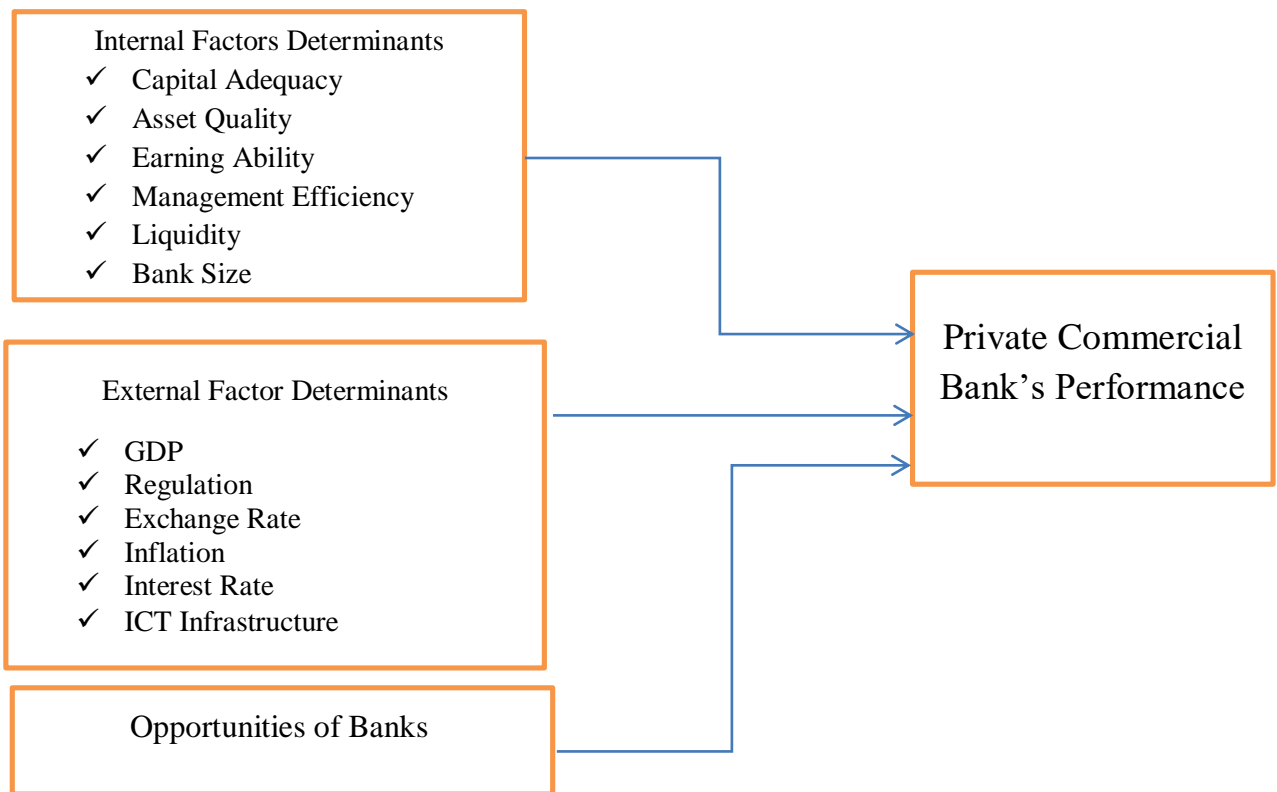 Internal Factors Determinants
✓ Capital Adequacy
✓ Asset Quality
✓ Earning Ability
✓ Management Efficiency
✓ Liquidity
✓ Bank Size
External Factor Determinants
✓ GDP
✓ Regulation
✓ Exchange Rate
✓ Inflation
✓ Interest Rate
✓ ICT Infrastructure
Opportunities of Banks
Private Commercial
Bank’s Performance